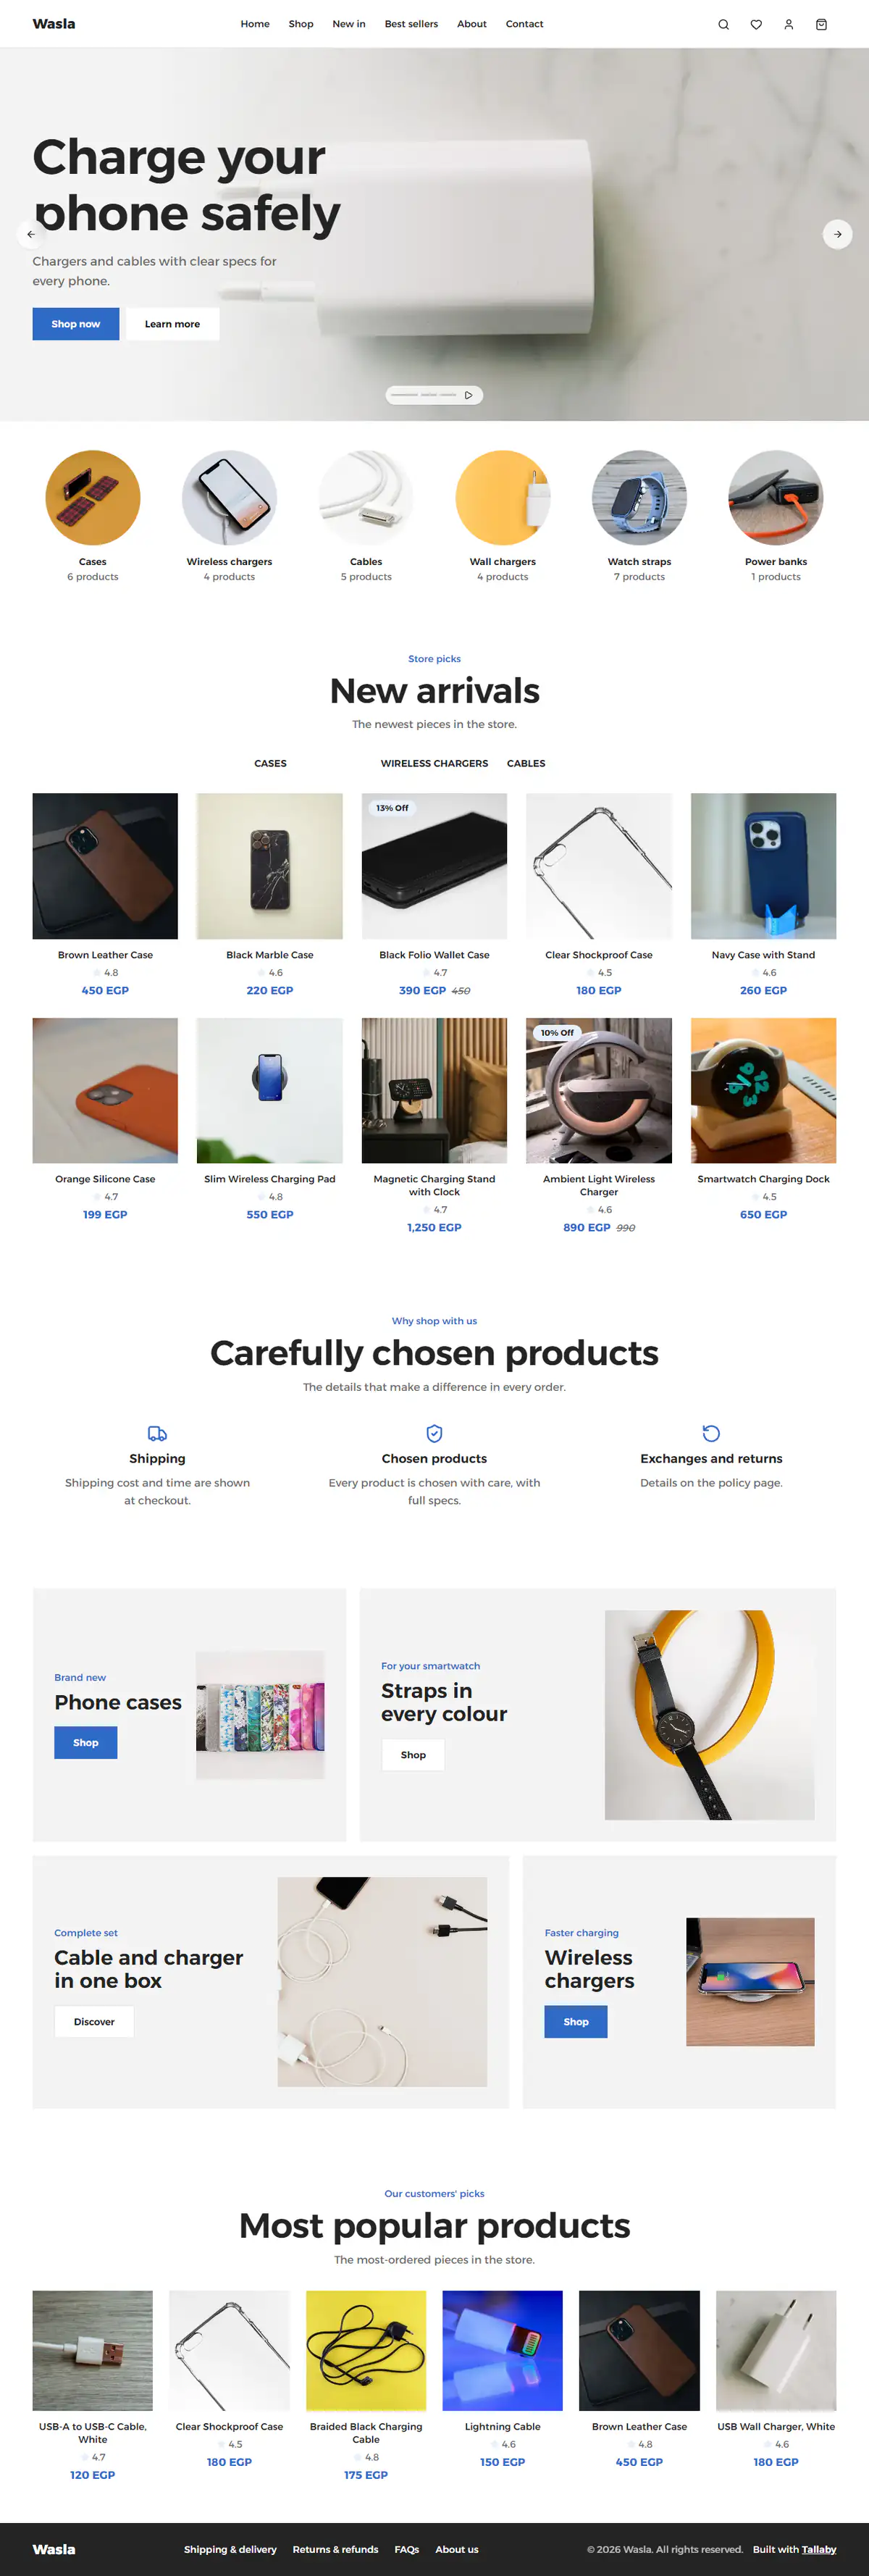 Wasla
Home Shop New in Best sellers About Contact
Charge your
phone safely
Chargers and cables with clear specs for
every phone.
Shop now Learn more
Cases Wireless chargers Cables Wall chargers Watch straps Power banks
6 products 4 products 5 products 4 products 7 products 1 products
Store picks
New arrivals
The newest pieces in the store.
CASES WIRELESS CHARGERS CABLES
13% Off
Brown Leather Case Black Marble Case Black Folio Wallet Case Clear Shockproof Case Navy Case with Stand
4.8 4.6 4.7 4.5 4.6
450 EGP 220 EGP 390 EGP 450 180 EGP 260 EGP
10% Off
Orange Silicone Case Slim Wireless Charging Pad Magnetic Charging Stand Ambient Light Wireless Smartwatch Charging Dock
with Clock Charger
4.7 4.8 4.7 4.6 4.5
199 EGP 550 EGP 1,250 EGP 890 EGP 990 650 EGP
Why shop with us
Carefully chosen products
The details that make a difference in every order.
Shipping Chosen products Exchanges and returns
Shipping cost and time are shown Every product is chosen with care, with Details on the policy page.
at checkout. full specs.
Brand new
Phone cases
Shop
For your smartwatch
Straps in
every colour
Shop
Complete set
Cable and charger
in one box
Discover
Faster charging
Wireless
chargers
Shop
Our customers' picks
Most popular products
The most-ordered pieces in the store.
USB-A to USB-C Cable, Clear Shockproof Case Braided Black Charging Lightning Cable Brown Leather Case USB Wall Charger, White
White Cable
4.7 4.5 4.8 4.6 4.8 4.6
120 EGP 180 EGP 175 EGP 150 EGP 450 EGP 180 EGP
Wasla Shipping & delivery Returns & refunds FAQs About us © 2026 Wasla. All rights reserved. Built with Tallaby